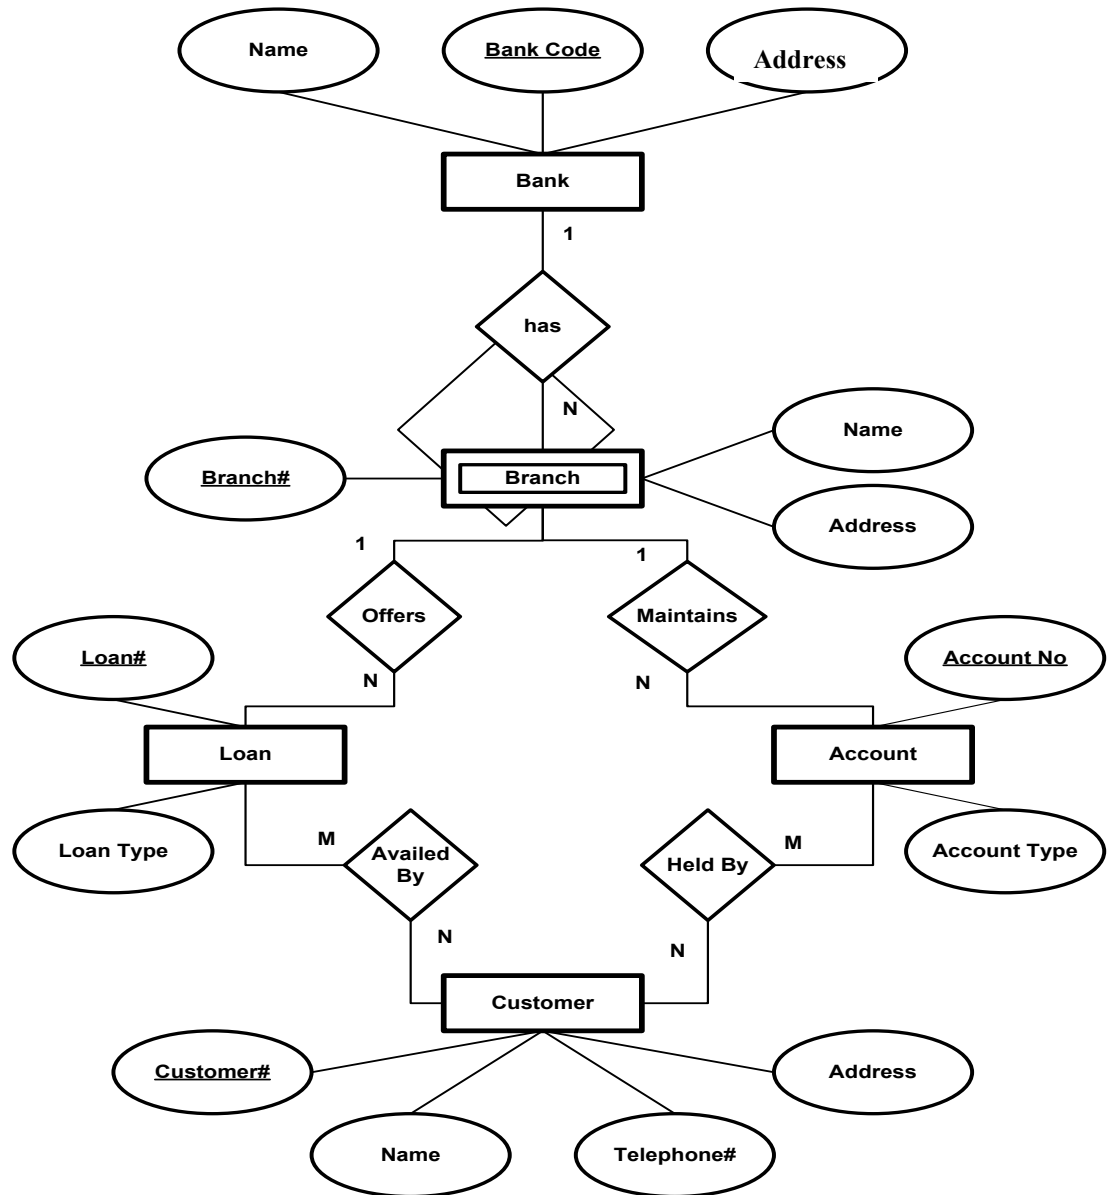 Name
Bank Code
Address
Bank
1
has
N
Name
Branch#
Branch
Address
1
1
Offers
Maintains
Loan#
Account No
N
N
Loan
Account
Loan Type
M
Availed
By
Held By
M
Account Type
N
N
Customer
Customer#
Address
Name
Telephone#